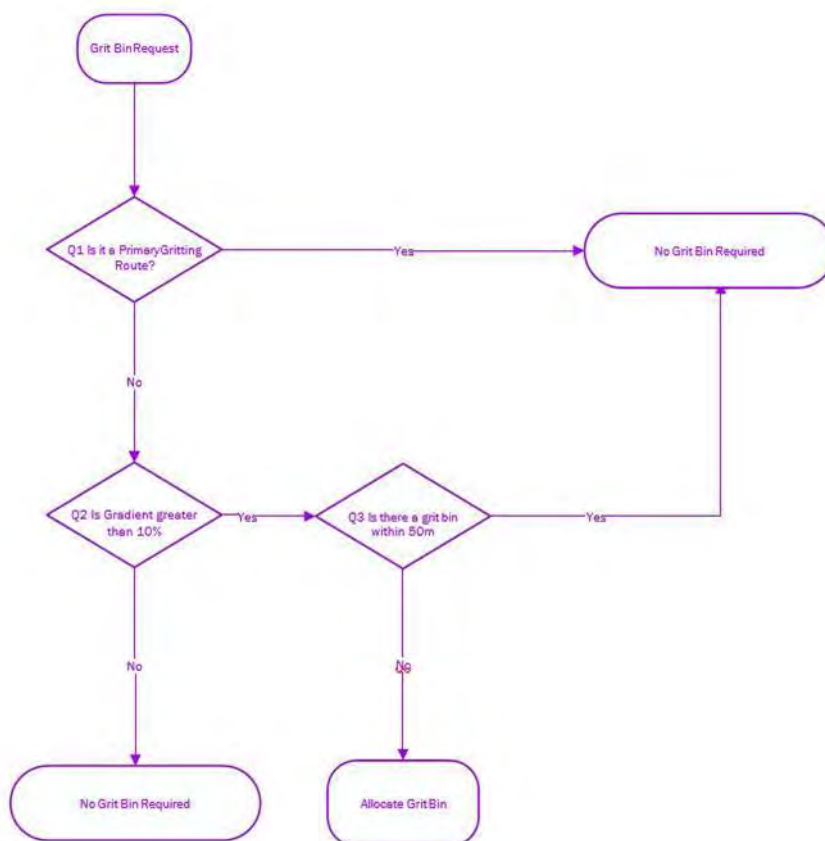 Grit Bin Request
Q1 Is it a Primary Gritting
Route?
Yes
No Grit Bin Required
No
Q2 Is Gradient greater
than 10%
Yes
Q3 Is there a grit bin
within 50m
Yes
No
No
No Grit Bin Required
Allocate Grit Bin